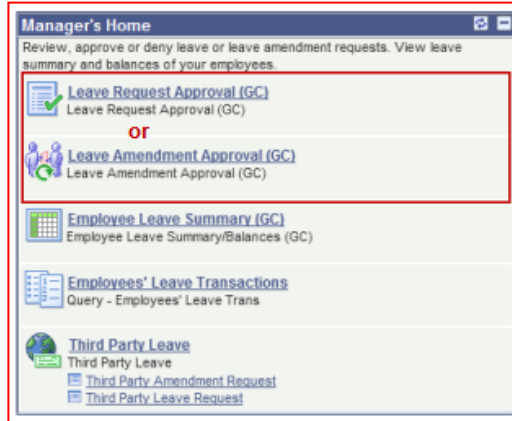 Manager's Home
Review, approve or deny leave or leave amendment requests. View leave
summary and balances of your employees.
Leave Request Approval (GC)
Leave Request Approval (GC)
or
Leave Amendment Approval (GC)
Leave Amendment Approval (GC)
Employee Leave Summary (GC)
Employee Leave Summary/Balances (GC)
Employees' Leave Transactions
Query - Employees' Leave Trans
Third Party Leave
Third Party Leave
Third Party Amendment Request
Third Party Leave Request